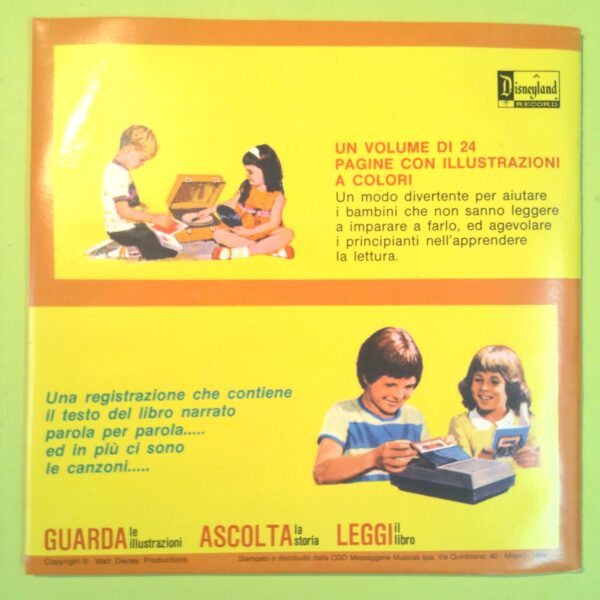 Disneyland
RECORD
UN VOLUME DI 24
PAGINE CON ILLUSTRAZIONI
A COLORI
Un modo divertente per aiutare
i bambini che non sanno leggere
a imparare a farlo, ed agevolare
i principianti nell'apprendere
la lettura.
Una registrazione che contiene
il testo del libro narrato
parola per parola.....
ed in più ci sono
le canzoni.....
GUARDA le illustrazioni ASCOLTA la storia LEGGI il libro
Copyright © Walt Disney Productions
Stampato e distribuito dalla CGD Messaggerie Musicali spa, Via Quintiliano, 40 - Milano